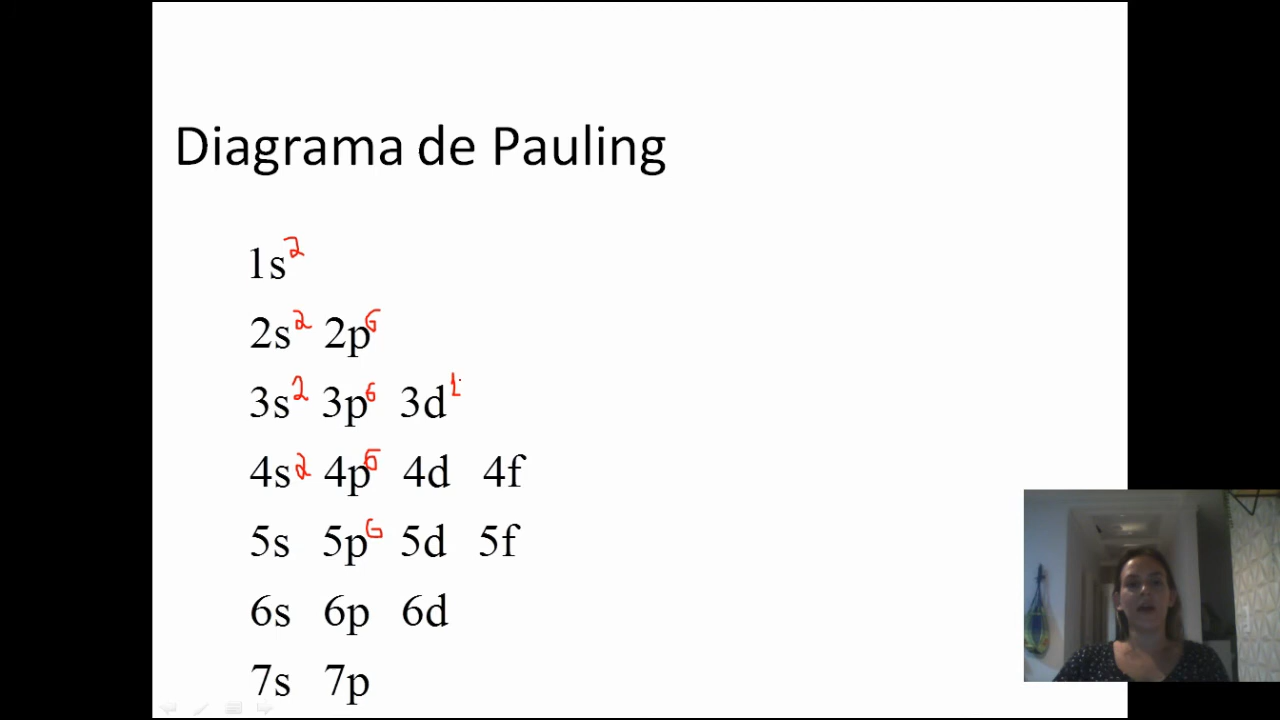 Diagrama de Pauling
1s²
2s² 2p⁶
3s² 3p⁶ 3d¹
4s² 4p⁶ 4d 4f
5s 5p⁶ 5d 5f
6s 6p 6d
7s 7p